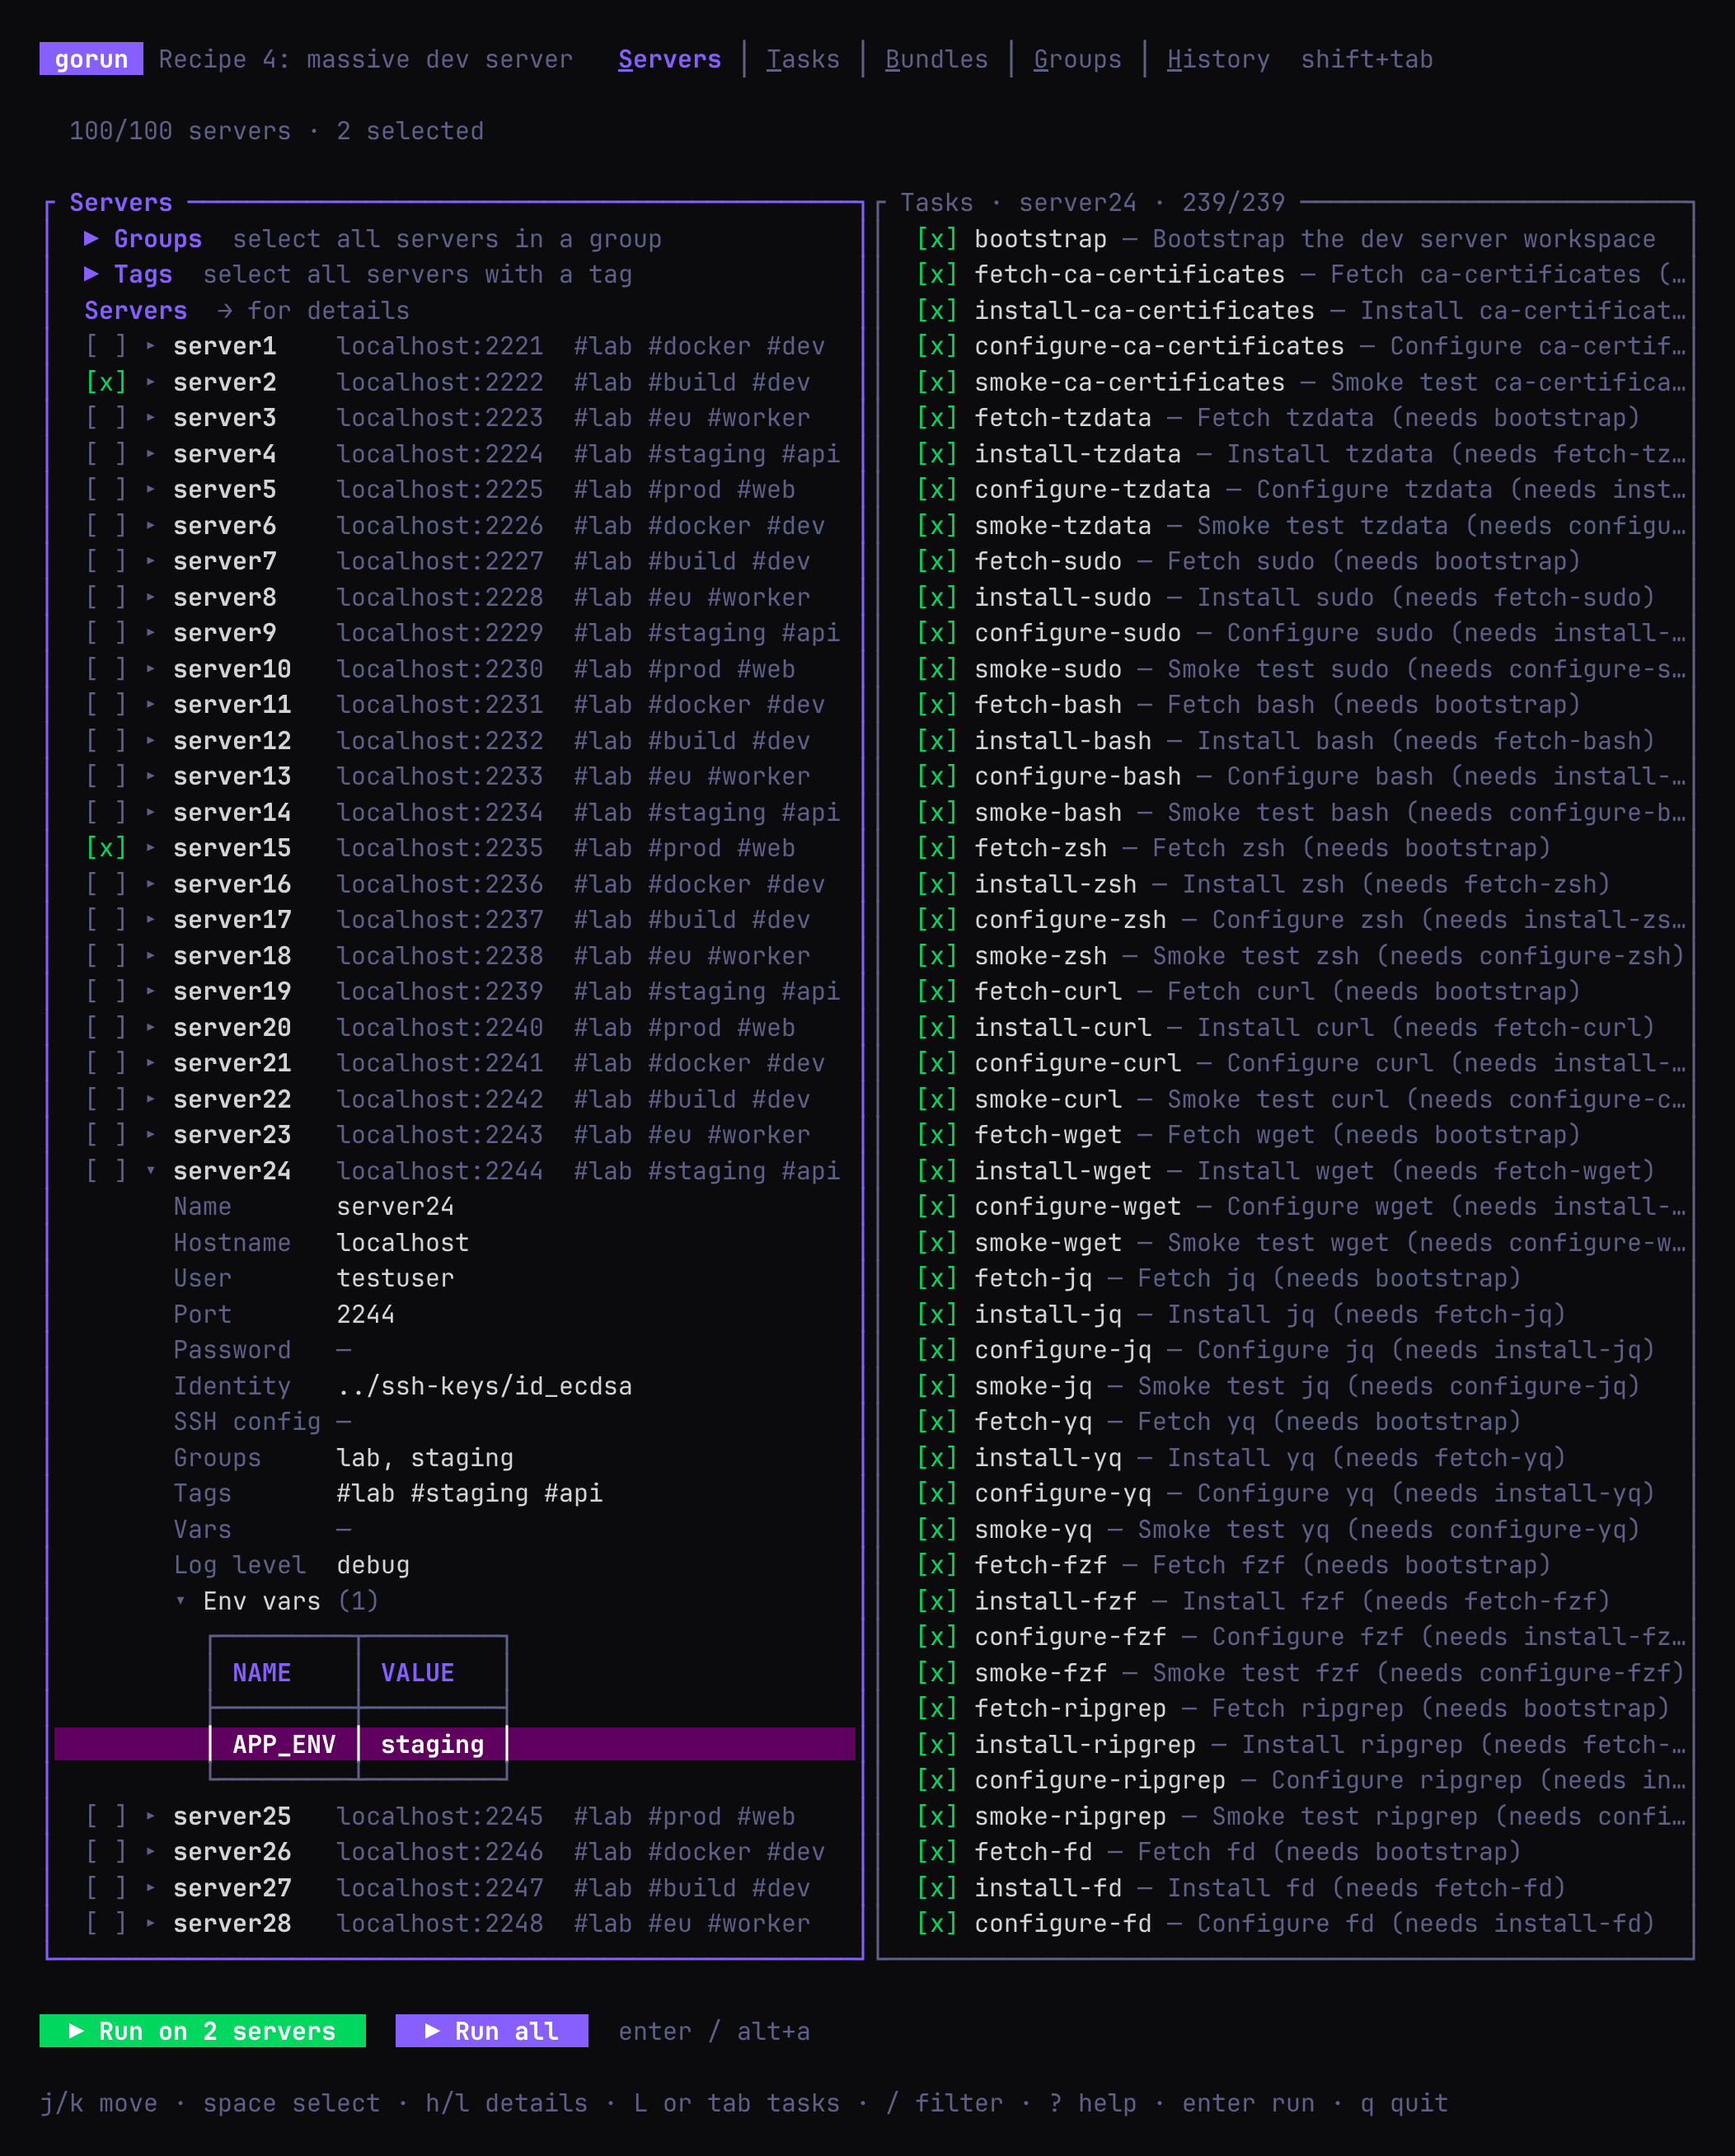 gorun Recipe 4: massive dev server Servers │ Tasks │ Bundles │ Groups │ History shift+tab
100/100 servers · 2 selected
Servers
▶ Groups select all servers in a group
▶ Tags select all servers with a tag
Servers → for details
[ ] ▸ server1 localhost:2221 #lab #docker #dev
[x] ▸ server2 localhost:2222 #lab #build #dev
[ ] ▸ server3 localhost:2223 #lab #eu #worker
[ ] ▸ server4 localhost:2224 #lab #staging #api
[ ] ▸ server5 localhost:2225 #lab #prod #web
[ ] ▸ server6 localhost:2226 #lab #docker #dev
[ ] ▸ server7 localhost:2227 #lab #build #dev
[ ] ▸ server8 localhost:2228 #lab #eu #worker
[ ] ▸ server9 localhost:2229 #lab #staging #api
[ ] ▸ server10 localhost:2230 #lab #prod #web
[ ] ▸ server11 localhost:2231 #lab #docker #dev
[ ] ▸ server12 localhost:2232 #lab #build #dev
[ ] ▸ server13 localhost:2233 #lab #eu #worker
[ ] ▸ server14 localhost:2234 #lab #staging #api
[x] ▸ server15 localhost:2235 #lab #prod #web
[ ] ▸ server16 localhost:2236 #lab #docker #dev
[ ] ▸ server17 localhost:2237 #lab #build #dev
[ ] ▸ server18 localhost:2238 #lab #eu #worker
[ ] ▸ server19 localhost:2239 #lab #staging #api
[ ] ▸ server20 localhost:2240 #lab #prod #web
[ ] ▸ server21 localhost:2241 #lab #docker #dev
[ ] ▸ server22 localhost:2242 #lab #build #dev
[ ] ▸ server23 localhost:2243 #lab #eu #worker
[ ] ▾ server24 localhost:2244 #lab #staging #api
Name server24
Hostname localhost
User testuser
Port 2244
Password —
Identity ../ssh-keys/id_ecdsa
SSH config —
Groups lab, staging
Tags #lab #staging #api
Vars —
Log level debug
▾ Env vars (1)
NAME VALUE
APP_ENV staging
[ ] ▸ server25 localhost:2245 #lab #prod #web
[ ] ▸ server26 localhost:2246 #lab #docker #dev
[ ] ▸ server27 localhost:2247 #lab #build #dev
[ ] ▸ server28 localhost:2248 #lab #eu #worker
Tasks · server24 · 239/239
[x] bootstrap — Bootstrap the dev server workspace
[x] fetch-ca-certificates — Fetch ca-certificates (…
[x] install-ca-certificates — Install ca-certificat…
[x] configure-ca-certificates — Configure ca-certif…
[x] smoke-ca-certificates — Smoke test ca-certifica…
[x] fetch-tzdata — Fetch tzdata (needs bootstrap)
[x] install-tzdata — Install tzdata (needs fetch-tz…
[x] configure-tzdata — Configure tzdata (needs inst…
[x] smoke-tzdata — Smoke test tzdata (needs configu…
[x] fetch-sudo — Fetch sudo (needs bootstrap)
[x] install-sudo — Install sudo (needs fetch-sudo)
[x] configure-sudo — Configure sudo (needs install-…
[x] smoke-sudo — Smoke test sudo (needs configure-s…
[x] fetch-bash — Fetch bash (needs bootstrap)
[x] install-bash — Install bash (needs fetch-bash)
[x] configure-bash — Configure bash (needs install-…
[x] smoke-bash — Smoke test bash (needs configure-b…
[x] fetch-zsh — Fetch zsh (needs bootstrap)
[x] install-zsh — Install zsh (needs fetch-zsh)
[x] configure-zsh — Configure zsh (needs install-zs…
[x] smoke-zsh — Smoke test zsh (needs configure-zsh)
[x] fetch-curl — Fetch curl (needs bootstrap)
[x] install-curl — Install curl (needs fetch-curl)
[x] configure-curl — Configure curl (needs install-…
[x] smoke-curl — Smoke test curl (needs configure-c…
[x] fetch-wget — Fetch wget (needs bootstrap)
[x] install-wget — Install wget (needs fetch-wget)
[x] configure-wget — Configure wget (needs install-…
[x] smoke-wget — Smoke test wget (needs configure-w…
[x] fetch-jq — Fetch jq (needs bootstrap)
[x] install-jq — Install jq (needs fetch-jq)
[x] configure-jq — Configure jq (needs install-jq)
[x] smoke-jq — Smoke test jq (needs configure-jq)
[x] fetch-yq — Fetch yq (needs bootstrap)
[x] install-yq — Install yq (needs fetch-yq)
[x] configure-yq — Configure yq (needs install-yq)
[x] smoke-yq — Smoke test yq (needs configure-yq)
[x] fetch-fzf — Fetch fzf (needs bootstrap)
[x] install-fzf — Install fzf (needs fetch-fzf)
[x] configure-fzf — Configure fzf (needs install-fz…
[x] smoke-fzf — Smoke test fzf (needs configure-fzf)
[x] fetch-ripgrep — Fetch ripgrep (needs bootstrap)
[x] install-ripgrep — Install ripgrep (needs fetch-…
[x] configure-ripgrep — Configure ripgrep (needs in…
[x] smoke-ripgrep — Smoke test ripgrep (needs confi…
[x] fetch-fd — Fetch fd (needs bootstrap)
[x] install-fd — Install fd (needs fetch-fd)
[x] configure-fd — Configure fd (needs install-fd)
▶ Run on 2 servers ▶ Run all enter / alt+a
j/k move · space select · h/l details · L or tab tasks · / filter · ? help · enter run · q quit